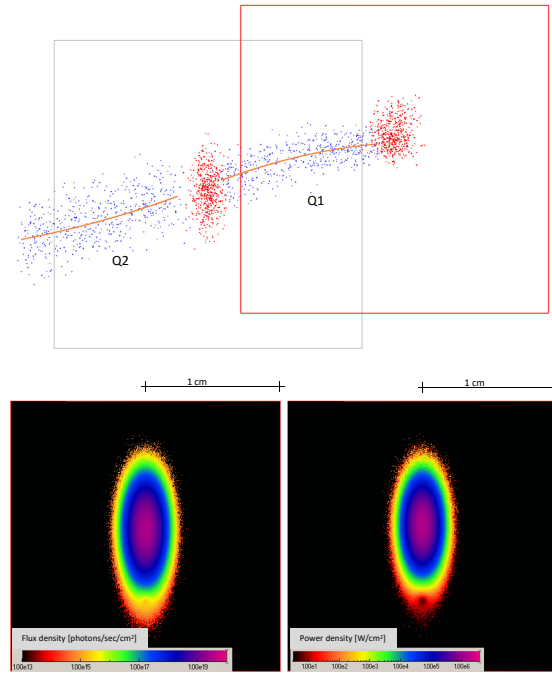 Q1
Q2
1 cm
1 cm
Flux density [photons/sec/cm²]
100e13 100e15 100e17 100e19
Power density [W/cm²]
100e1 100e2 100e3 100e4 100e5 100e6